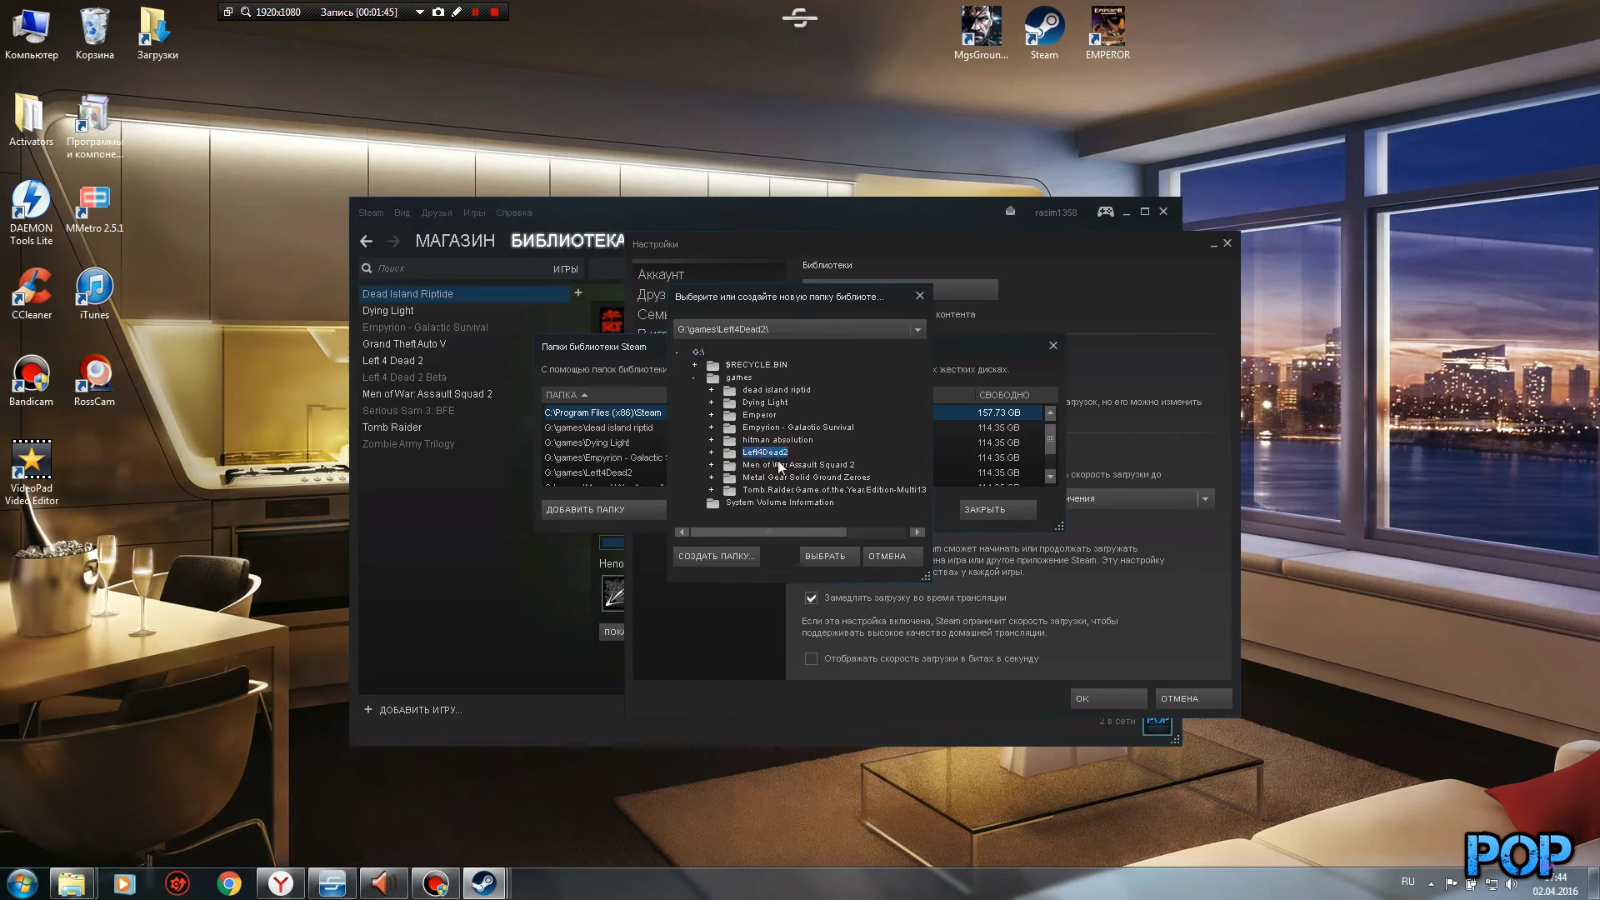 1920x1080
Запись [00:01:45]
Компьютер
Корзина
Загрузки
MgsGroun...
Steam
EMPEROR
Activators
Программы
и компоне...
DAEMON
Tools Lite
MMetro 2.5.1
CCleaner
iTunes
Bandicam
RossCam
VideoPad
Video Editor
Steam Вид Друзья Игры Справка
rasim1358
МАГАЗИН БИБЛИОТЕКА
Поиск
ИГРЫ
Dead Island Riptide
Dying Light
Empyrion - Galactic Survival
Grand TheftAuto V
Left 4 Dead 2
Left 4 Dead 2 Beta
Men of War: Assault Squad 2
Serious Sam 3: BFE
Tomb Raider
Zombie Army Trilogy
ДОБАВИТЬ ИГРУ...
2 в сети
Настройки
Аккаунт
Друз
Семь
Библиотеки
контента
агрузок, но его можно изменить
скорость загрузки до
ичения
am сможет начинать или продолжать загружать
ена игра или другое приложение Steam. Эту настройку
ства» у каждой игры.
Замедлять загрузку во время трансляции
Если эта настройка включена, Steam ограничит скорость загрузки, чтобы
поддерживать высокое качество домашней трансляции.
Отображать скорость загрузки в битах в секунду
OK
ОТМЕНА
Папки библиотеки Steam
С помощью папок библиотеки
х жестких дисках.
ПАПКА
СВОБОДНО
C:\Program Files (x86)\Steam
157.73 GB
G:\games\dead island riptid
114.35 GB
G:\games\Dying Light
114.35 GB
G:\games\Empyrion - Galactic S
114.35 GB
G:\games\Left4Dead2
114.35 GB
ДОБАВИТЬ ПАПКУ
ЗАКРЫТЬ
Непо
ПОКА
Выберите или создайте новую папку библиоте...
G:\games\Left4Dead2\
G:\
$RECYCLE.BIN
games
dead island riptid
Dying Light
Emperor
Empyrion - Galactic Survival
hitman absolution
Left4Dead2
Men of War Assault Squard 2
Metal Gear Solid Ground Zeroes
Tomb.Raider.Game.of.the.Year.Edition-Multi13
System Volume Information
СОЗДАТЬ ПАПКУ...
ВЫБРАТЬ
ОТМЕНА
POP
RU
02.04.2016